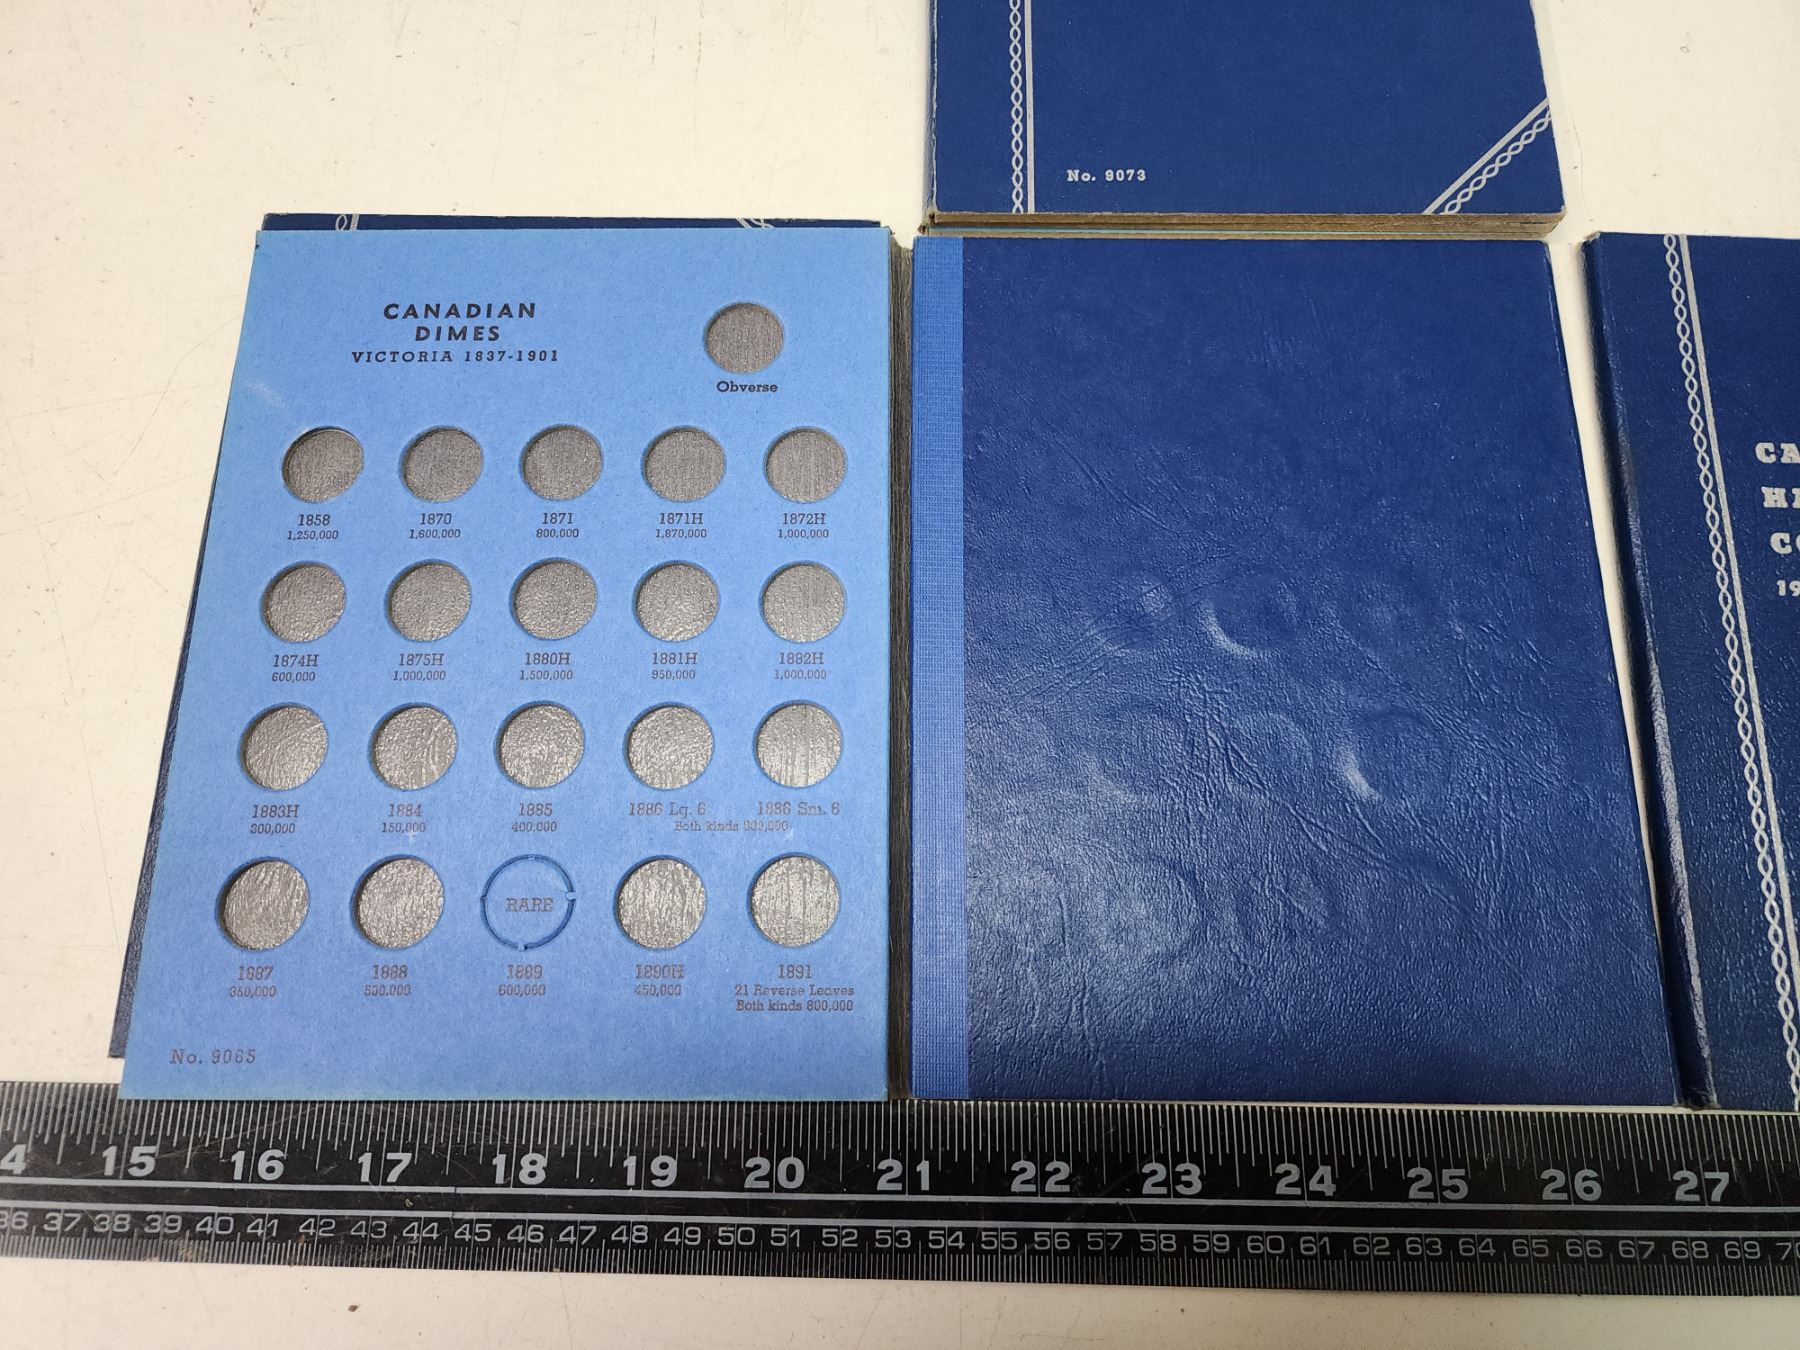 No. 9073
CANADIAN
DIMES
VICTORIA 1837-1901
Obverse
1858 1870 1871 1871H 1872H
1,250,000 1,600,000 800,000 1,870,000 1,000,000
1874H 1875H 1880H 1881H 1882H
600,000 1,000,000 1,500,000 950,000 1,000,000
1883H 1884 1885 1886 Lg. 6 1886 Sm. 6
300,000 150,000 400,000 Both kinds 800,000
RARE
1887 1888 1889 1890H 1891
350,000 500,000 600,000 450,000 21 Reverse Leaves
Both kinds 800,000
No. 9065
CA
H
CO
19
4 15 16 17 18 19 20 21 22 23 24 25 26 27
36 37 38 39 40 41 42 43 44 45 46 47 48 49 50 51 52 53 54 55 56 57 58 59 60 61 62 63 64 65 66 67 68 69 70